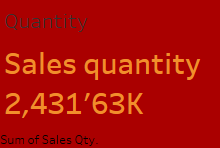 Quantity
Sales quantity
2,431’63K
Sum of Sales Qty.